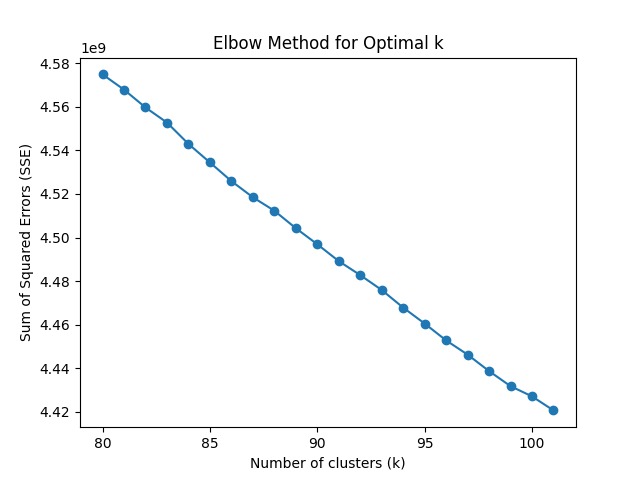 Elbow Method for Optimal k
1e9
4.58
4.56
4.54
4.52
4.50
4.48
4.46
4.44
4.42
Sum of Squared Errors (SSE)
80 85 90 95 100
Number of clusters (k)